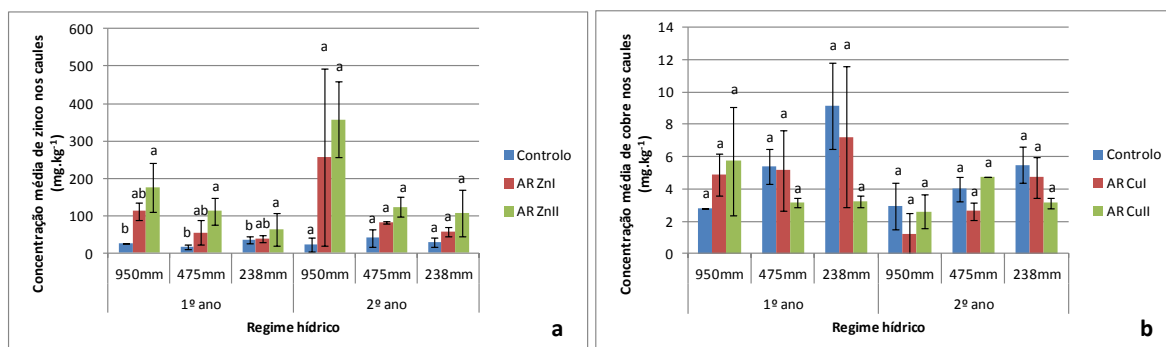 Concentração média de zinco nos caules
(mg.kg-1)
600
500
400
300
200
100
0
b ab a b ab a b ab a a a a a a a a a a
950mm 475mm 238mm 950mm 475mm 238mm
1º ano 2º ano
Regime hídrico
Controlo
AR ZnI
AR ZnII
a
Concentração média de cobre nos caules
(mg.kg-1)
14
12
10
8
6
4
2
0
a a a a a a a a a a a a a a a a a a
950mm 475mm 238mm 950mm 475mm 238mm
1º ano 2º ano
Regime hídrico
Controlo
AR CuI
AR CuII
b